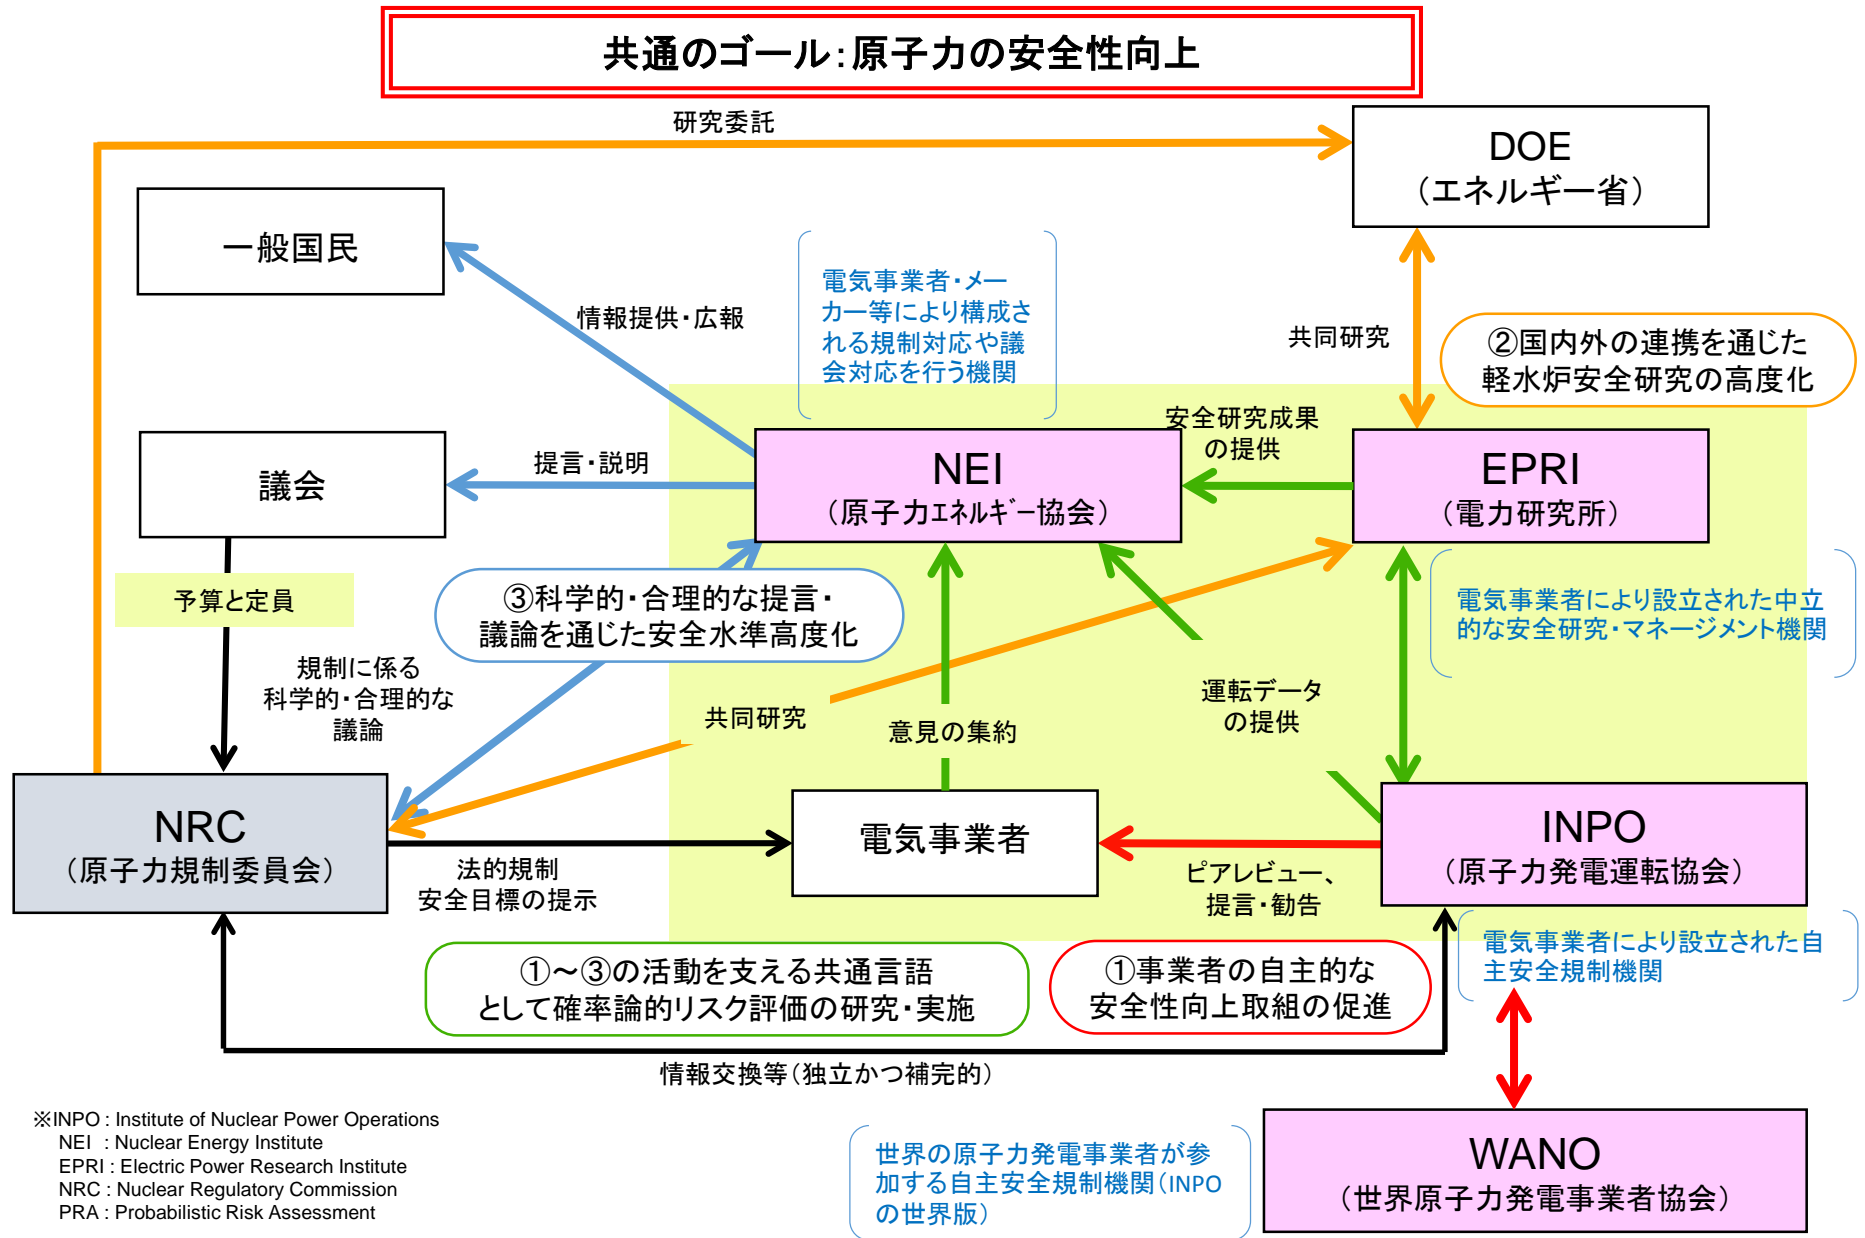 共通のゴール:原子力の安全性向上
研究委託
DOE
(エネルギー省)
一般国民
電気事業者・メー
カー等により構成さ
れる規制対応や議
会対応を行う機関
情報提供・広報
共同研究
②国内外の連携を通じた
軽水炉安全研究の高度化
安全研究成果
の提供
議会
提言・説明
NEI
(原子力エネルギー協会)
EPRI
(電力研究所)
予算と定員
③科学的・合理的な提言・
議論を通じた安全水準高度化
電気事業者により設立された中立
的な安全研究・マネージメント機関
規制に係る
科学的・合理的な
議論
共同研究
意見の集約
運転データ
の提供
NRC
(原子力規制委員会)
法的規制
安全目標の提示
電気事業者
ピアレビュー、
提言・勧告
INPO
(原子力発電運転協会)
電気事業者により設立された自
主安全規制機関
①~③の活動を支える共通言語
として確率論的リスク評価の研究・実施
①事業者の自主的な
安全性向上取組の促進
情報交換等(独立かつ補完的)
※INPO : Institute of Nuclear Power Operations
NEI : Nuclear Energy Institute
EPRI : Electric Power Research Institute
NRC : Nuclear Regulatory Commission
PRA : Probabilistic Risk Assessment
世界の原子力発電事業者が参
加する自主安全規制機関(INPO
の世界版)
WANO
(世界原子力発電事業者協会)